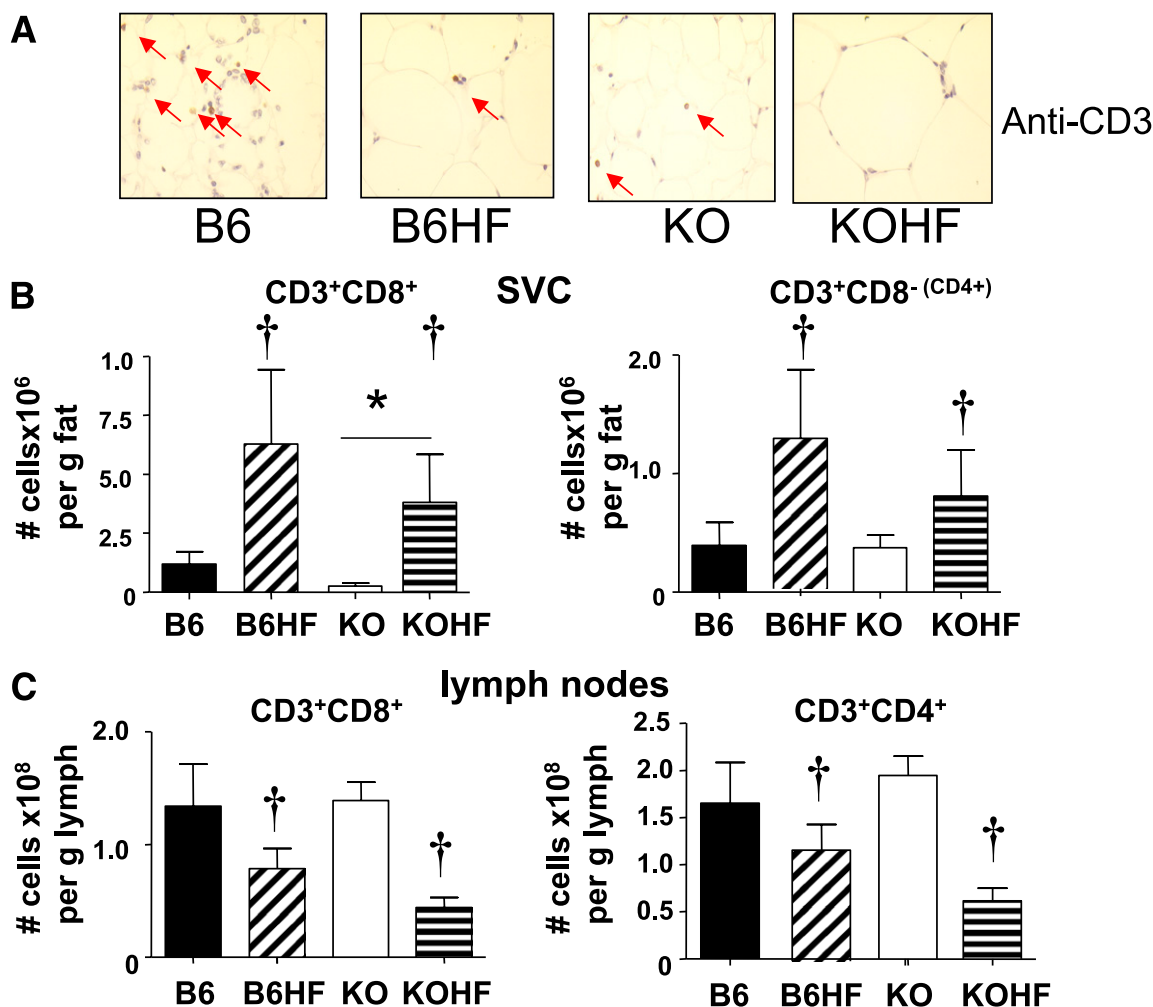 A
Anti-CD3
B6 B6HF KO KOHF
B
SVC
CD3⁺CD8⁺
CD3⁺CD8⁻ (CD4+)
† † * † †
# cellsx10⁶
per g fat
1.0
7.5
5.0
2.5
0
B6 B6HF KO KOHF
# cellsx10⁶
per g fat
2.0
1.0
0
B6 B6HF KO KOHF
C
lymph nodes
CD3⁺CD8⁺
CD3⁺CD4⁺
† † † †
# cells x10⁸
per g lymph
2.0
1.0
0
B6 B6HF KO KOHF
# cells x10⁸
per g lymph
2.5
2.0
1.5
1.0
0.5
0
B6 B6HF KO KOHF